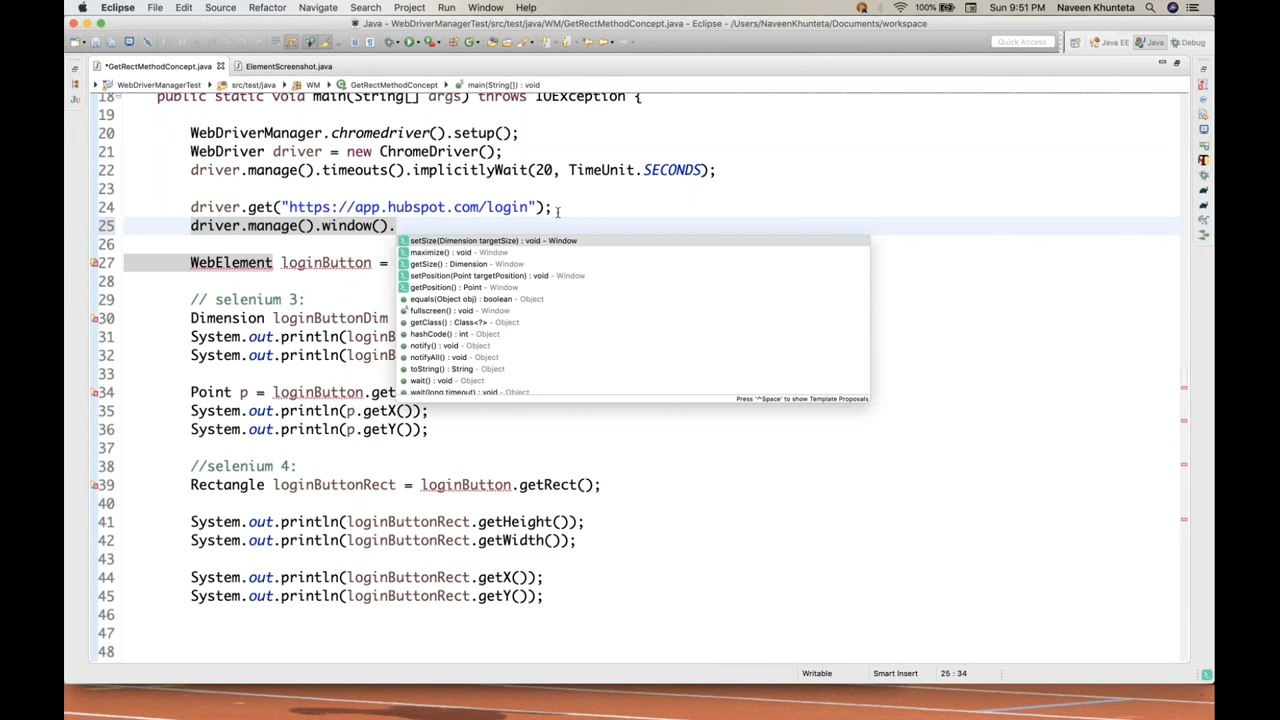 Eclipse File Edit Source Refactor Navigate Search Project Run Window Help 100% Sun 9:51 PM Naveen Khunteta
Java - WebDriverManagerTest/src/test/java/WM/GetRectMethodConcept.java - Eclipse - /Users/NaveenKhunteta/Documents/workspace
Quick Access Java EE Java Debug
*GetRectMethodConcept.java ElementScreenshot.java
WebDriverManagerTest src/test/java WM GetRectMethodConcept main(String[]) : void
18 public static void main(String[] args) throws IOException {
19
20 WebDriverManager.chromedriver().setup();
21 WebDriver driver = new ChromeDriver();
22 driver.manage().timeouts().implicitlyWait(20, TimeUnit.SECONDS);
23
24 driver.get("https://app.hubspot.com/login");
25 driver.manage().window().
setSize(Dimension targetSize) : void - Window
26
maximize() : void - Window
27 WebElement loginButton =
getSize() : Dimension - Window
setPosition(Point targetPosition) : void - Window
28
getPosition() : Point - Window
29 // selenium 3:
equals(Object obj) : boolean - Object
fullscreen() : void - Window
30 Dimension loginButtonDim
getClass() : Class<?> - Object
31 System.out.println(loginB
hashCode() : int - Object
notify() : void - Object
32 System.out.println(loginB
notifyAll() : void - Object
33
toString() : String - Object
wait() : void - Object
34 Point p = loginButton.get
wait(long timeout) : void - Object
Press '^Space' to show Template Proposals
35 System.out.println(p.getX());
36 System.out.println(p.getY());
37
38 //selenium 4:
39 Rectangle loginButtonRect = loginButton.getRect();
40
41 System.out.println(loginButtonRect.getHeight());
42 System.out.println(loginButtonRect.getWidth());
43
44 System.out.println(loginButtonRect.getX());
45 System.out.println(loginButtonRect.getY());
46
47
48
Writable Smart Insert 25 : 34